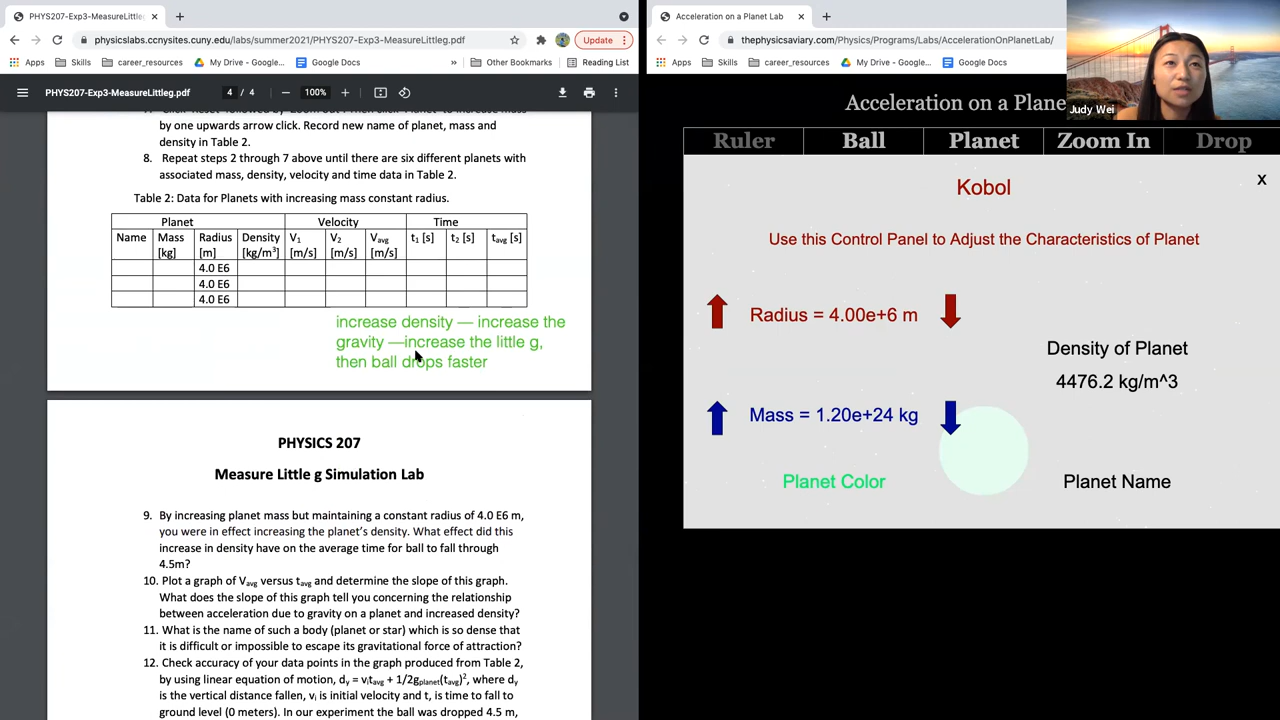 PHYS207-Exp3-MeasureLittleg
physicslabs.ccnysites.cuny.edu/labs/summer2021/PHYS207-Exp3-MeasureLittleg.pdf
Update
Apps Skills career_resources My Drive - Google... Google Docs » Other Bookmarks Reading List
PHYS207-Exp3-MeasureLittleg.pdf 4 / 4 100%
by one upwards arrow click. Record new name of planet, mass and
density in Table 2.
8. Repeat steps 2 through 7 above until there are six different planets with
associated mass, density, velocity and time data in Table 2.
Table 2: Data for Planets with increasing mass constant radius.
Planet Velocity Time
Name Mass [kg] Radius [m] Density [kg/m³] V1 [m/s] V2 [m/s] Vavg [m/s] t1 [s] t2 [s] tavg [s]
4.0 E6
4.0 E6
4.0 E6
increase density — increase the
gravity —increase the little g,
then ball drops faster
PHYSICS 207
Measure Little g Simulation Lab
9. By increasing planet mass but maintaining a constant radius of 4.0 E6 m,
you were in effect increasing the planet's density. What effect did this
increase in density have on the average time for ball to fall through
4.5m?
10. Plot a graph of Vavg versus tavg and determine the slope of this graph.
What does the slope of this graph tell you concerning the relationship
between acceleration due to gravity on a planet and increased density?
11. What is the name of such a body (planet or star) which is so dense that
it is difficult or impossible to escape its gravitational force of attraction?
12. Check accuracy of your data points in the graph produced from Table 2,
by using linear equation of motion, dy = vitavg + 1/2gplanet(tavg)², where dy
is the vertical distance fallen, vi is initial velocity and t, is time to fall to
ground level (0 meters). In our experiment the ball was dropped 4.5 m,
Acceleration on a Planet Lab
thephysicsaviary.com/Physics/Programs/Labs/AccelerationOnPlanetLab/
Apps Skills career_resources My Drive - Google... Google Docs
Judy Wei
Acceleration on a Plane
Ruler Ball Planet Zoom In Drop
Kobol
X
Use this Control Panel to Adjust the Characteristics of Planet
Radius = 4.00e+6 m
Density of Planet
4476.2 kg/m^3
Mass = 1.20e+24 kg
Planet Color
Planet Name